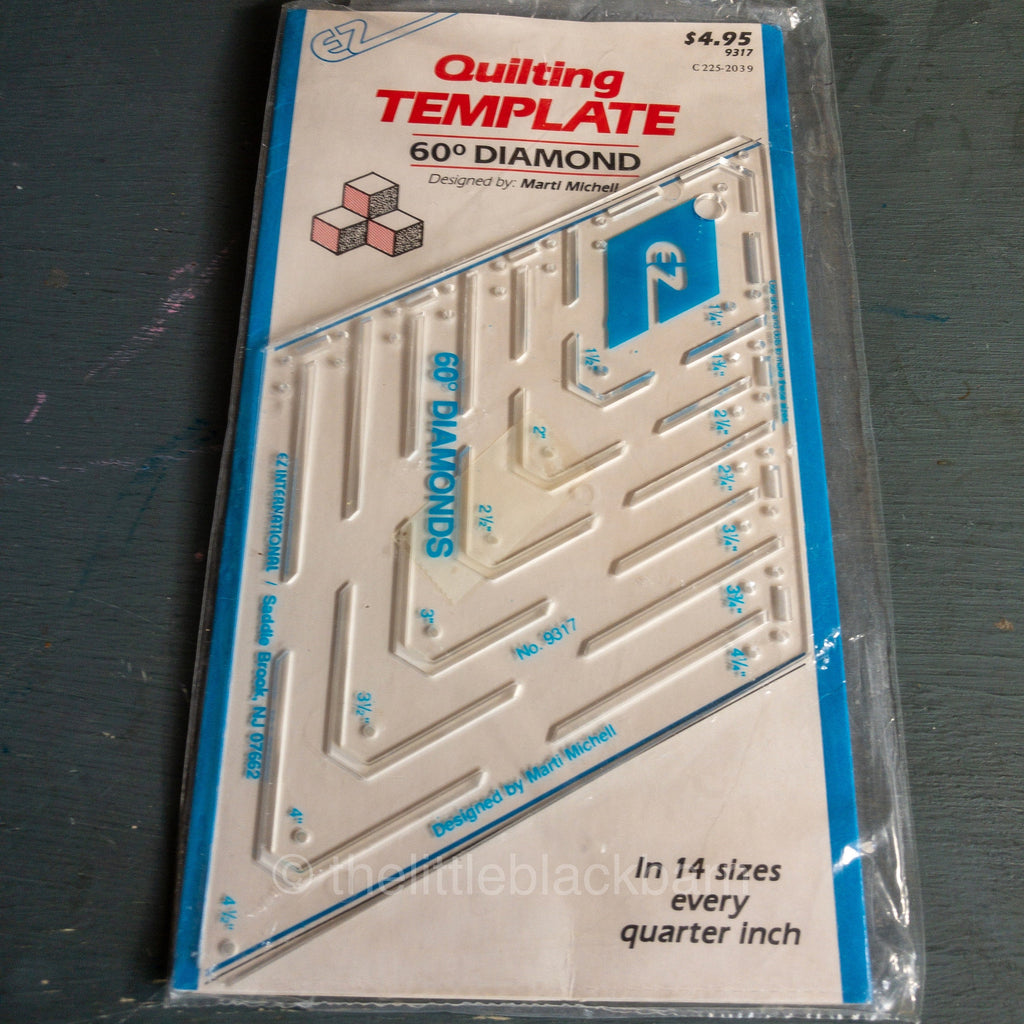 EZ
$4.95
9317
C 225-2039
Quilting
TEMPLATE
60º DIAMOND
Designed by: Marti Michell
EZ
1¼"
1½"
1¾"
2"
2¼"
2½"
2¾"
3"
3¼"
3½"
3¾"
4"
4¼"
4½"
60º DIAMONDS
EZ INTERNATIONAL / Saddle Brook, NJ 07662
No. 9317
Designed by Marti Michell
In 14 sizes
every
quarter inch
© thelittleblackbarn